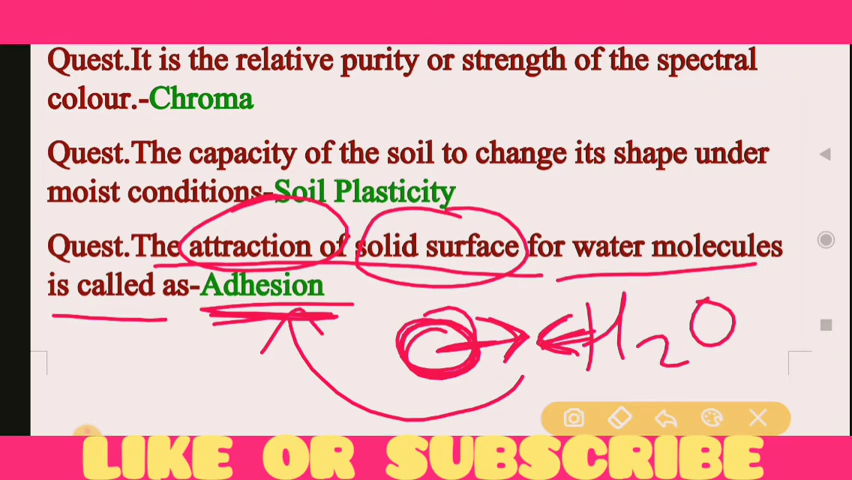 Quest.It is the relative purity or strength of the spectral
colour.-Chroma
Quest.The capacity of the soil to change its shape under
moist conditions-Soil Plasticity
Quest.The attraction of solid surface for water molecules
is called as-Adhesion
H2O
LIKE OR SUBSCRIBE